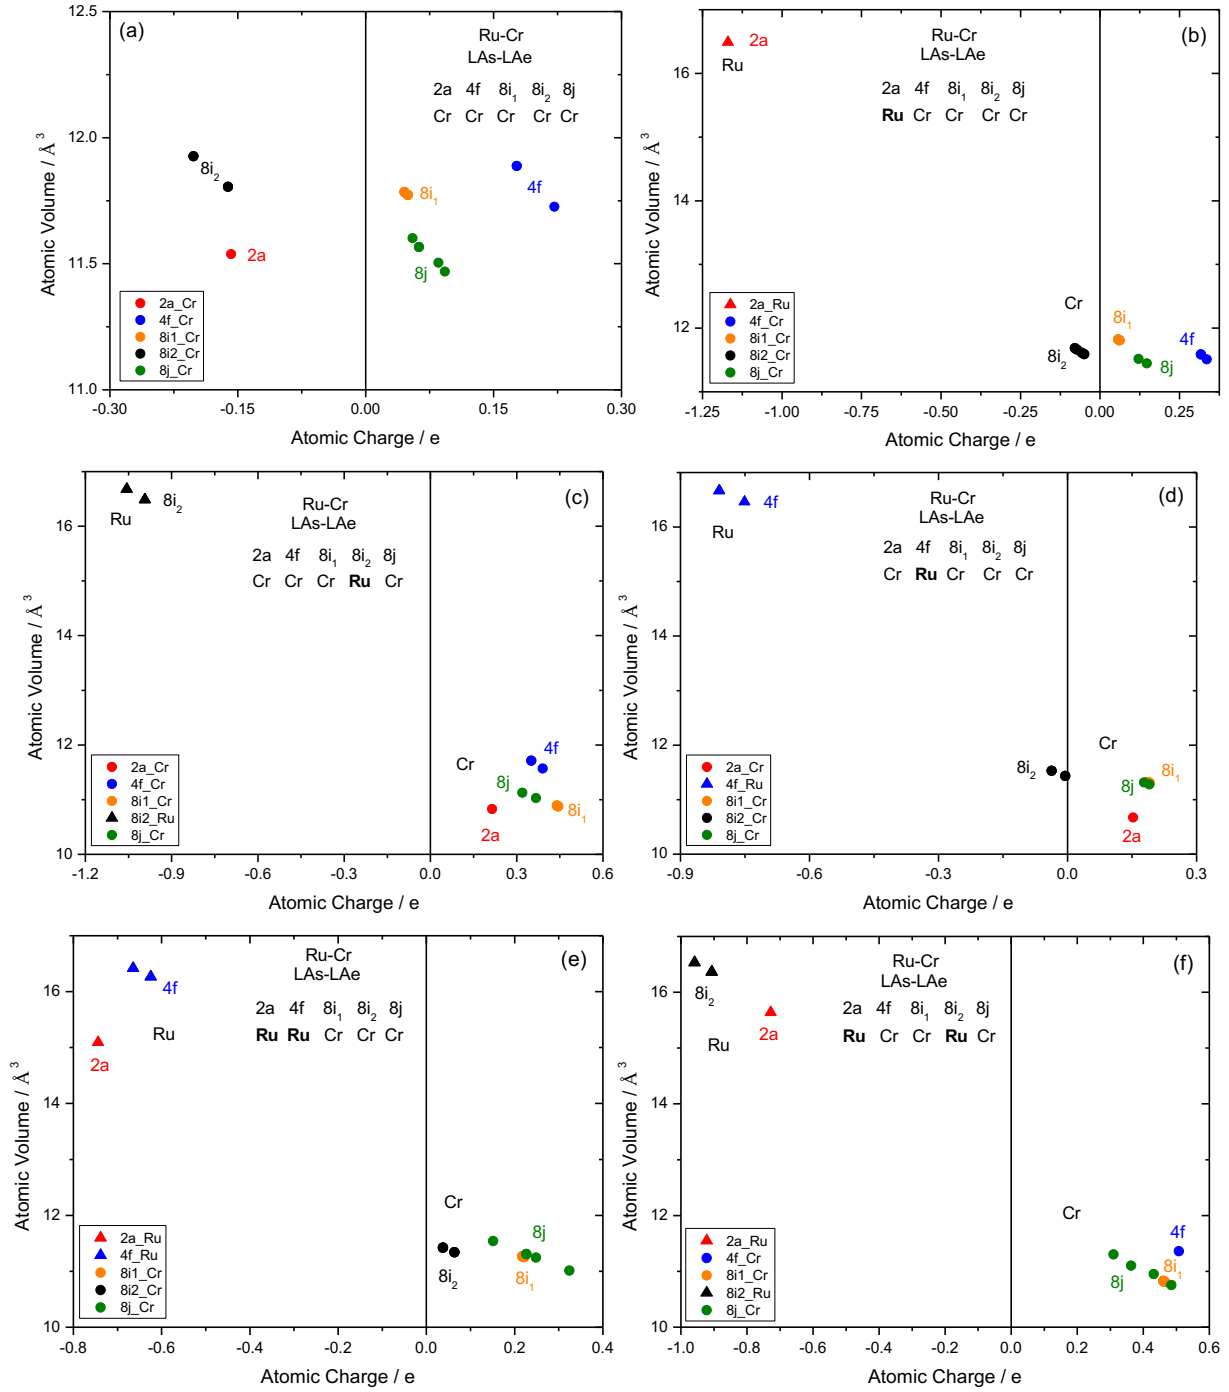 (a)
Ru-Cr
LAs-LAe
2a 4f 8i1 8i2 8j
Cr Cr Cr Cr Cr
12.5
12.0
11.5
11.0
Atomic Volume / Å 3
8i2
2a
8i1
8j
4f
2a_Cr
4f_Cr
8i1_Cr
8i2_Cr
8j_Cr
-0.30 -0.15 0.00 0.15 0.30
Atomic Charge / e
(b)
Ru-Cr
LAs-LAe
2a 4f 8i1 8i2 8j
Ru Cr Cr Cr Cr
16
14
12
Atomic Volume / Å 3
2a
Ru
Cr
8i2
8i1
8j
4f
2a_Ru
4f_Cr
8i1_Cr
8i2_Cr
8j_Cr
-1.25 -1.00 -0.75 -0.50 -0.25 0.00 0.25
Atomic Charge / e
(c)
Ru-Cr
LAs-LAe
2a 4f 8i1 8i2 8j
Cr Cr Cr Ru Cr
16
14
12
10
Atomic Volume / Å 3
Ru
8i2
Cr
4f
8j
8i1
2a
2a_Cr
4f_Cr
8i1_Cr
8i2_Ru
8j_Cr
-1.2 -0.9 -0.6 -0.3 0.0 0.3 0.6
Atomic Charge / e
(d)
Ru-Cr
LAs-LAe
2a 4f 8i1 8i2 8j
Cr Ru Cr Cr Cr
16
14
12
10
Atomic Volume / Å 3
4f
Ru
Cr
8i2
8j
8i1
2a
2a_Cr
4f_Ru
8i1_Cr
8i2_Cr
8j_Cr
-0.9 -0.6 -0.3 0.0 0.3
Atomic Charge / e
(e)
Ru-Cr
LAs-LAe
2a 4f 8i1 8i2 8j
Ru Ru Cr Cr Cr
16
14
12
10
Atomic Volume / Å 3
4f
Ru
2a
Cr
8j
8i2
8i1
2a_Ru
4f_Ru
8i1_Cr
8i2_Cr
8j_Cr
-0.8 -0.6 -0.4 -0.2 0.0 0.2 0.4
Atomic Charge / e
(f)
Ru-Cr
LAs-LAe
2a 4f 8i1 8i2 8j
Ru Cr Cr Ru Cr
16
14
12
10
Atomic Volume / Å 3
8i2
2a
Ru
Cr
4f
8i1
8j
2a_Ru
4f_Cr
8i1_Cr
8i2_Ru
8j_Cr
-1.0 -0.8 -0.6 -0.4 -0.2 0.0 0.2 0.4 0.6
Atomic Charge / e